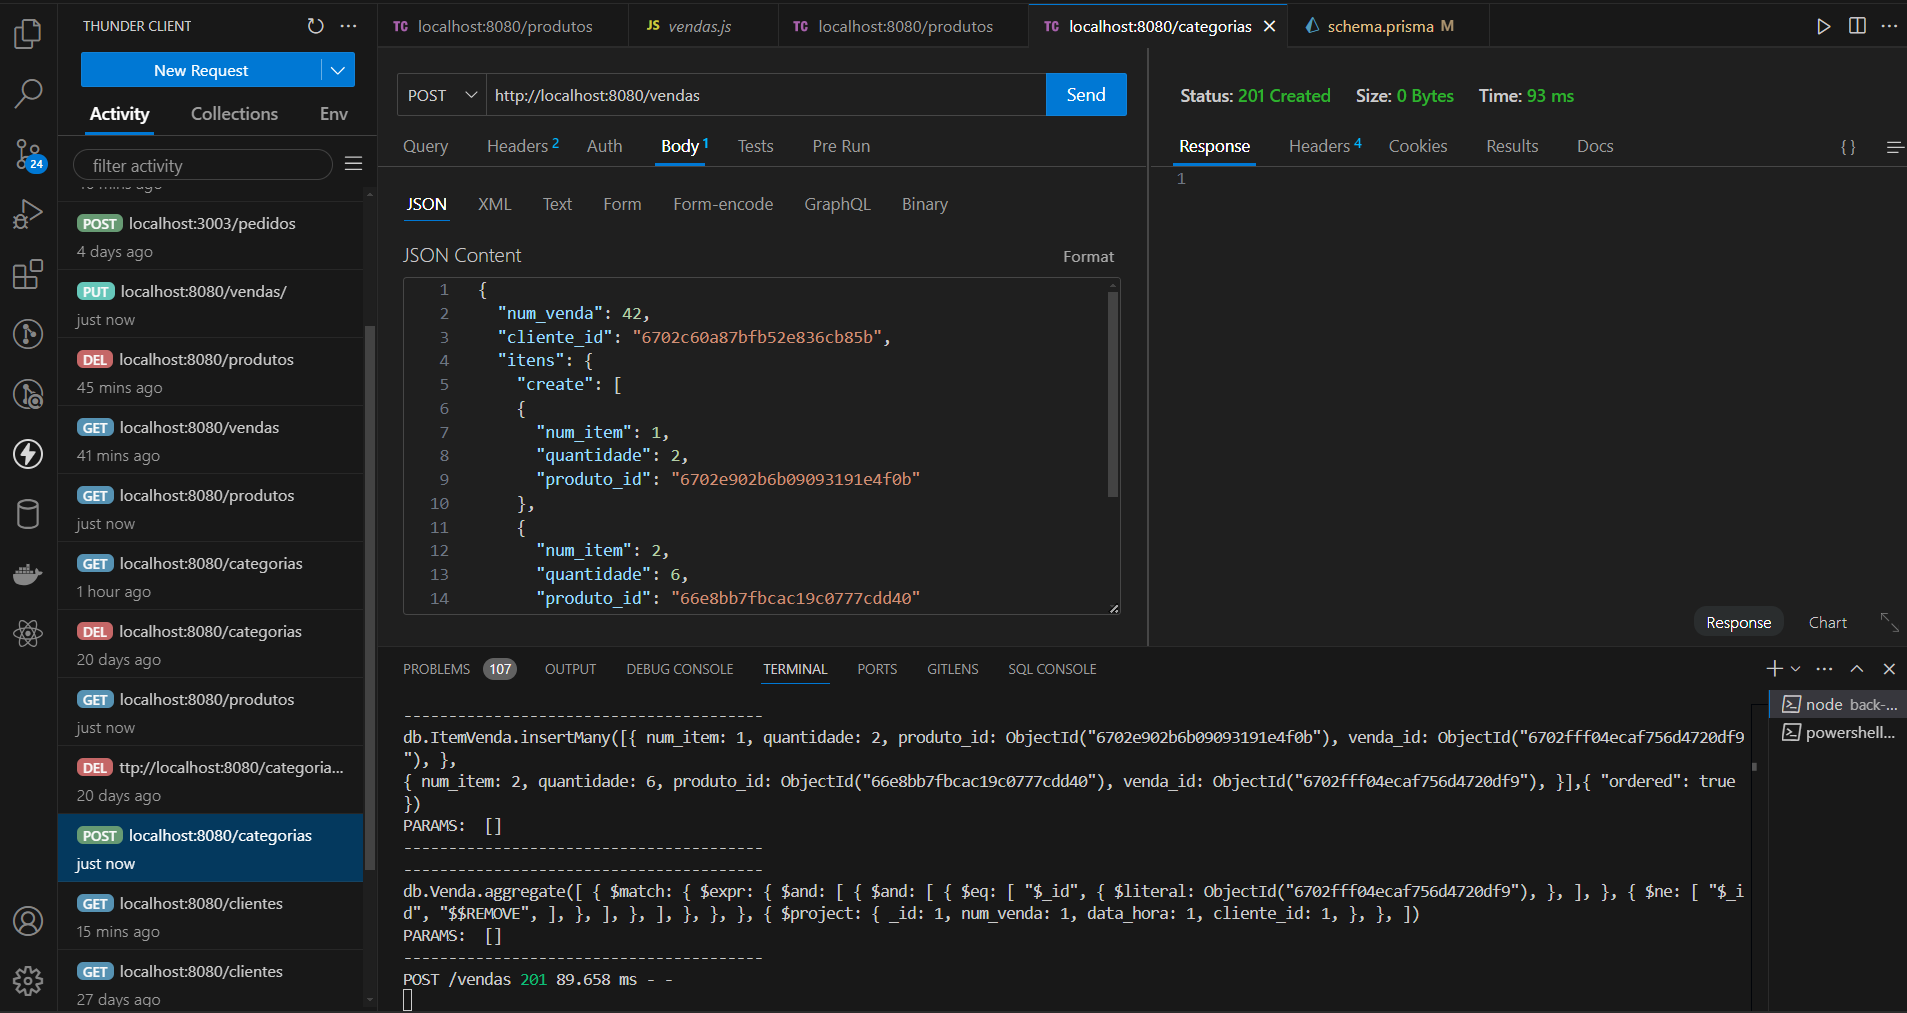 THUNDER CLIENT
New Request
Activity
Collections
Env
filter activity
24
POST localhost:3003/pedidos
4 days ago
PUT localhost:8080/vendas/
just now
DEL localhost:8080/produtos
45 mins ago
GET localhost:8080/vendas
41 mins ago
GET localhost:8080/produtos
just now
GET localhost:8080/categorias
1 hour ago
DEL localhost:8080/categorias
20 days ago
GET localhost:8080/produtos
just now
DEL ttp://localhost:8080/categoria...
20 days ago
POST localhost:8080/categorias
just now
GET localhost:8080/clientes
15 mins ago
GET localhost:8080/clientes
27 days ago
TC localhost:8080/produtos
JS vendas.js
TC localhost:8080/produtos
TC localhost:8080/categorias
schema.prisma M
POST http://localhost:8080/vendas Send
Query Headers 2 Auth Body 1 Tests Pre Run
JSON XML Text Form Form-encode GraphQL Binary
JSON Content Format
1 {
2 "num_venda": 42,
3 "cliente_id": "6702c60a87bfb52e836cb85b",
4 "itens": {
5 "create": [
6 {
7 "num_item": 1,
8 "quantidade": 2,
9 "produto_id": "6702e902b6b09093191e4f0b"
10 },
11 {
12 "num_item": 2,
13 "quantidade": 6,
14 "produto_id": "66e8bb7fbcac19c0777cdd40"
Status: 201 Created Size: 0 Bytes Time: 93 ms
Response Headers 4 Cookies Results Docs {}
1
Response Chart
PROBLEMS 107 OUTPUT DEBUG CONSOLE TERMINAL PORTS GITLENS SQL CONSOLE
----------------------------------------
db.ItemVenda.insertMany([{ num_item: 1, quantidade: 2, produto_id: ObjectId("6702e902b6b09093191e4f0b"), venda_id: ObjectId("6702fff04ecaf756d4720df9
"), },
{ num_item: 2, quantidade: 6, produto_id: ObjectId("66e8bb7fbcac19c0777cdd40"), venda_id: ObjectId("6702fff04ecaf756d4720df9"), }],{ "ordered": true
})
PARAMS: []
----------------------------------------
----------------------------------------
db.Venda.aggregate([ { $match: { $expr: { $and: [ { $and: [ { $eq: [ "$_id", { $literal: ObjectId("6702fff04ecaf756d4720df9"), }, ], }, { $ne: [ "$_i
d", "$$REMOVE", ], }, ], }, ], }, }, }, { $project: { _id: 1, num_venda: 1, data_hora: 1, cliente_id: 1, }, }, ])
PARAMS: []
----------------------------------------
POST /vendas 201 89.658 ms - -
node back-...
powershell...